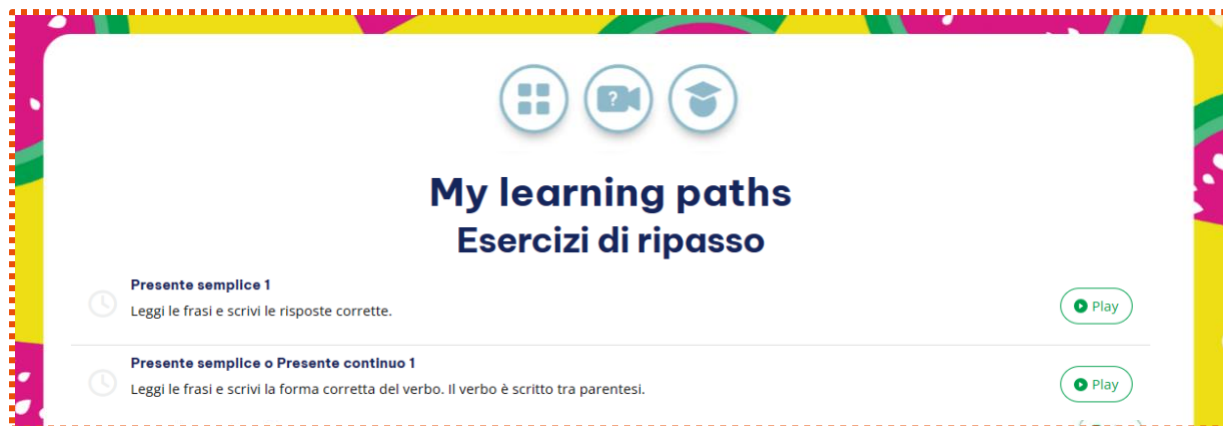 ?
My learning paths
Esercizi di ripasso
Presente semplice 1
Leggi le frasi e scrivi le risposte corrette.
Play
Presente semplice o Presente continuo 1
Leggi le frasi e scrivi la forma corretta del verbo. Il verbo è scritto tra parentesi.
Play